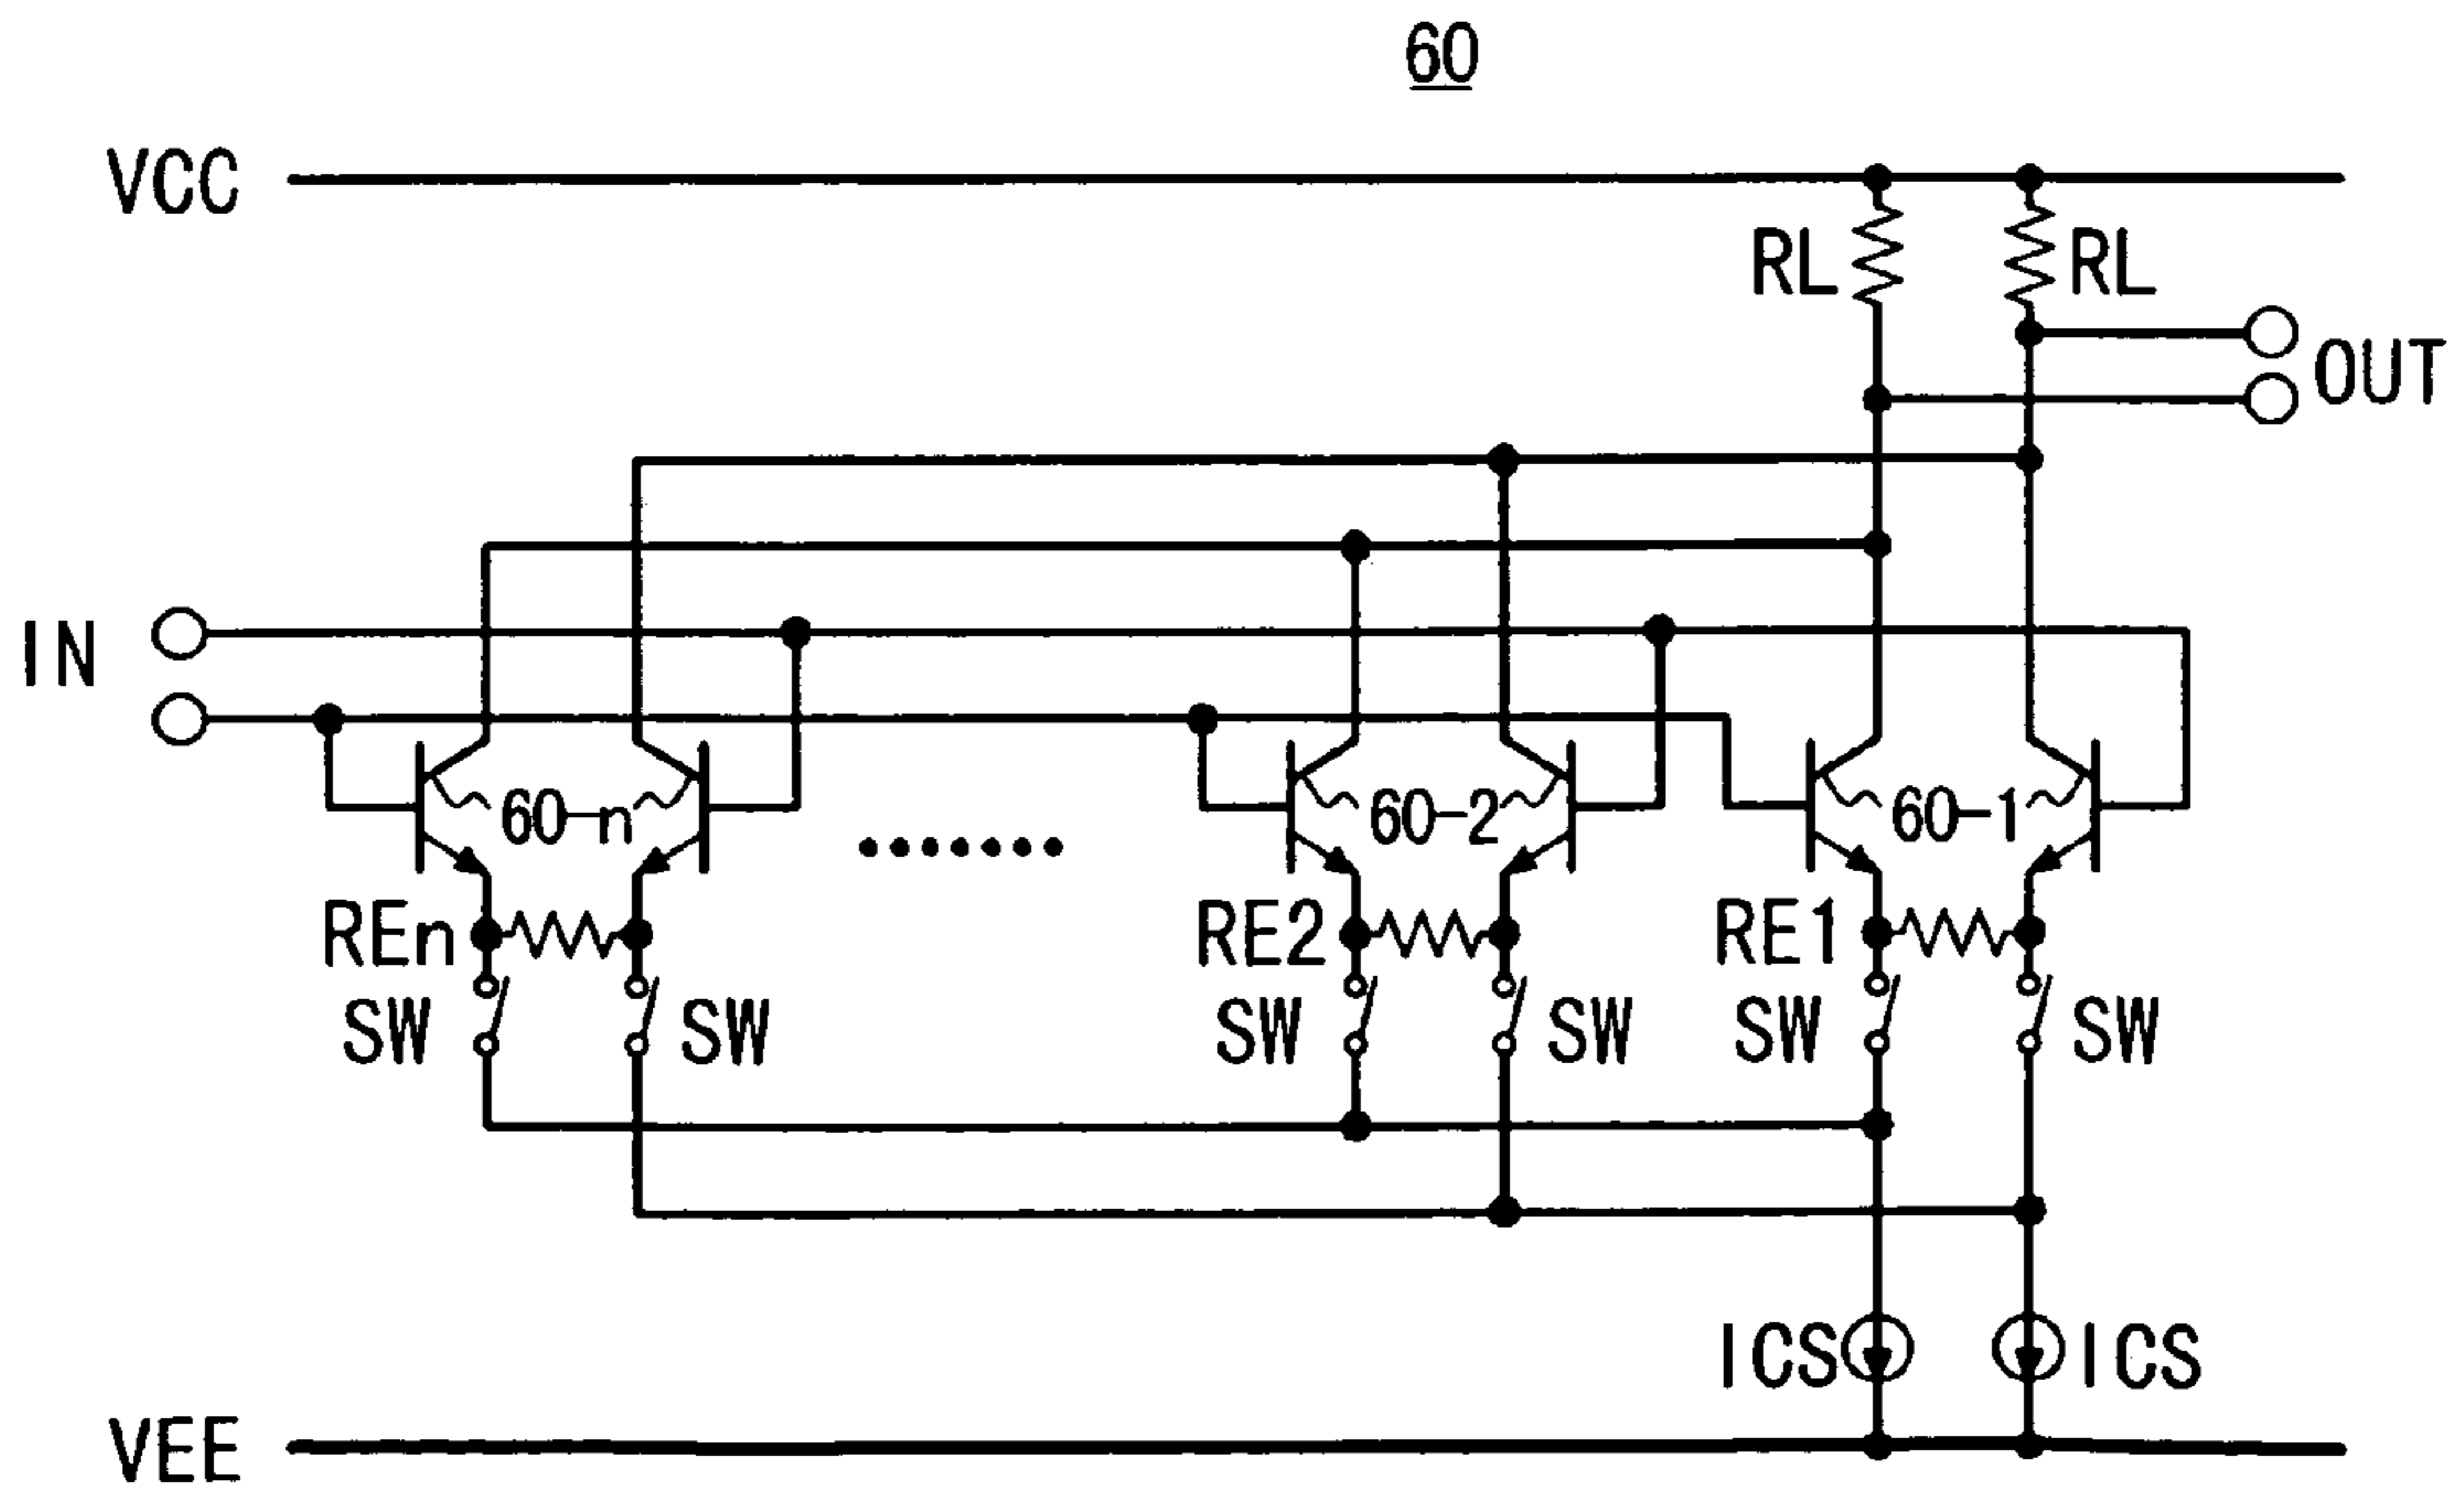 60
VCC
RL RL
OUT
IN
60-n 60-2 60-1
REn RE2 RE1
SW SW SW SW SW SW
ICS ICS
VEE